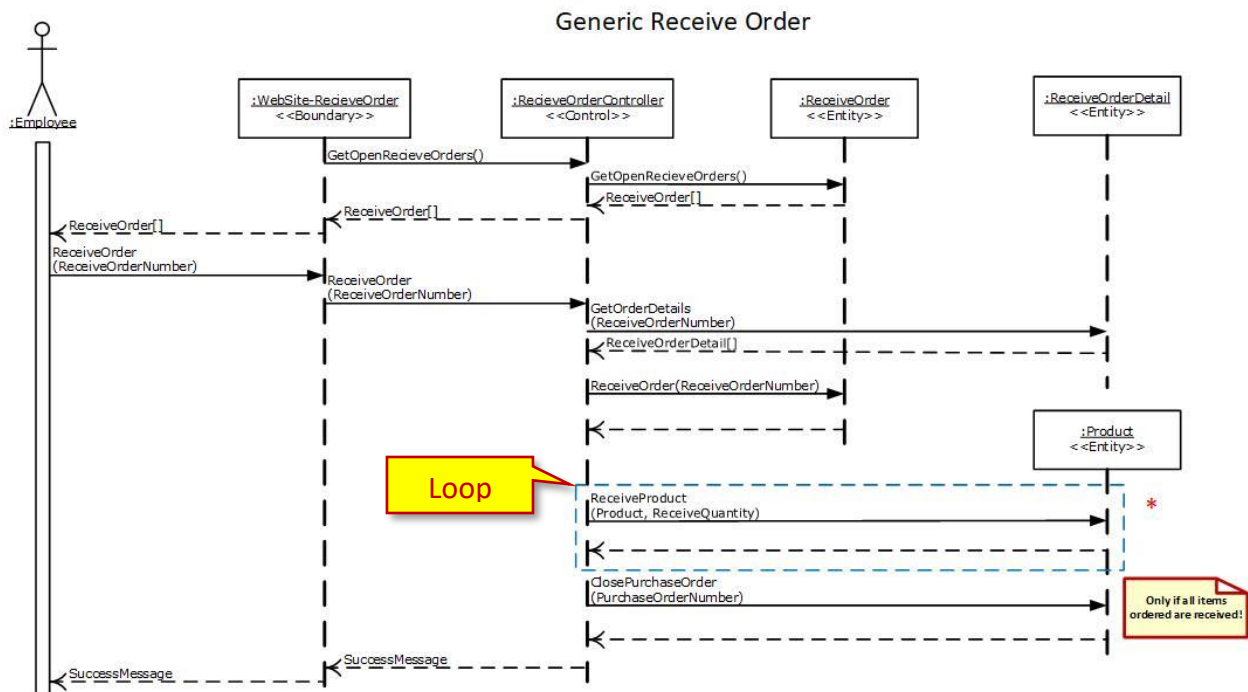 Generic Receive Order
:Employee
:WebSite-RecieveOrder
<<Boundary>>
:RecieveOrderController
<<Control>>
:ReceiveOrder
<<Entity>>
:ReceiveOrderDetail
<<Entity>>
GetOpenRecieveOrders()
GetOpenRecieveOrders()
ReceiveOrder[]
ReceiveOrder[]
ReceiveOrder[]
ReceiveOrder
(ReceiveOrderNumber)
ReceiveOrder
(ReceiveOrderNumber)
GetOrderDetails
(ReceiveOrderNumber)
ReceiveOrderDetail[]
ReceiveOrder(ReceiveOrderNumber)
:Product
<<Entity>>
Loop
ReceiveProduct
(Product, ReceiveQuantity)
*
ClosePurchaseOrder
(PurchaseOrderNumber)
Only if all items
ordered are received!
SuccessMessage
SuccessMessage